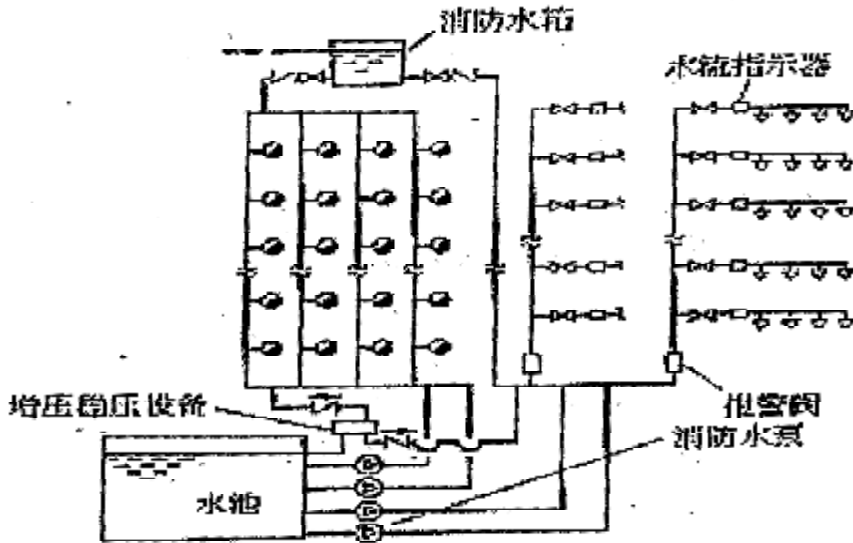 消防水箱
水流指示器
增压稳压设备
报警阀
消防水泵
水池